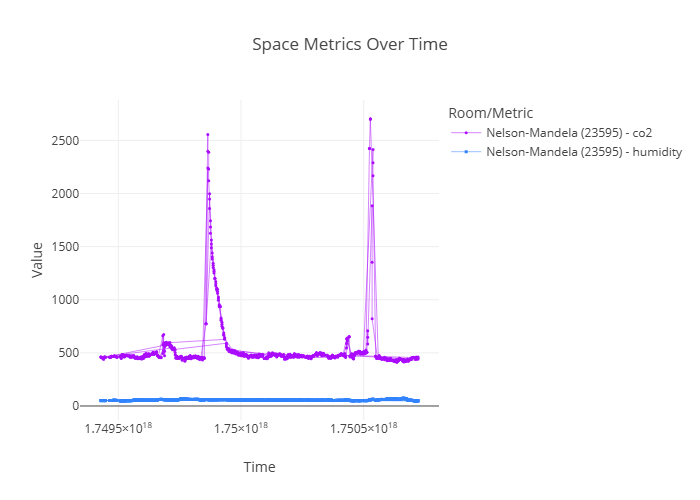 Space Metrics Over Time
Room/Metric
Nelson-Mandela (23595) - co2
Nelson-Mandela (23595) - humidity
Value
2500
2000
1500
1000
500
0
1.7495×10¹⁸
1.75×10¹⁸
1.7505×10¹⁸
Time